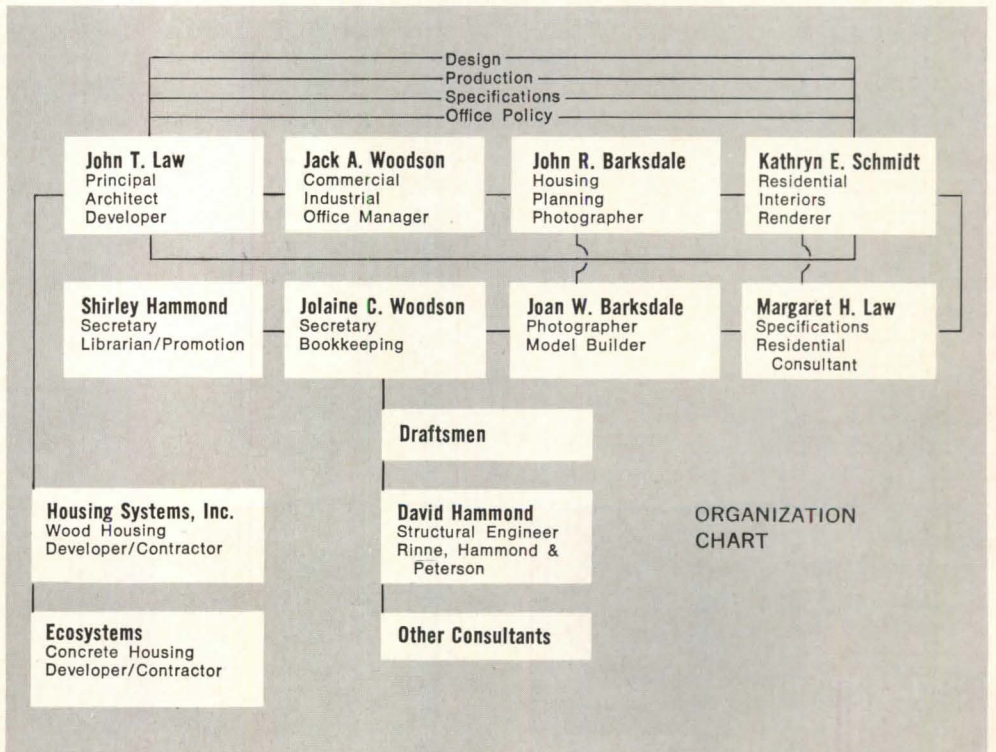 Design
Production
Specifications
Office Policy
John T. Law
Principal
Architect
Developer
Jack A. Woodson
Commercial
Industrial
Office Manager
John R. Barksdale
Housing
Planning
Photographer
Kathryn E. Schmidt
Residential
Interiors
Renderer
Shirley Hammond
Secretary
Librarian/Promotion
Jolaine C. Woodson
Secretary
Bookkeeping
Joan W. Barksdale
Photographer
Model Builder
Margaret H. Law
Specifications
Residential
Consultant
Draftsmen
Housing Systems, Inc.
Wood Housing
Developer/Contractor
David Hammond
Structural Engineer
Rinne, Hammond &
Peterson
ORGANIZATION
CHART
Ecosystems
Concrete Housing
Developer/Contractor
Other Consultants